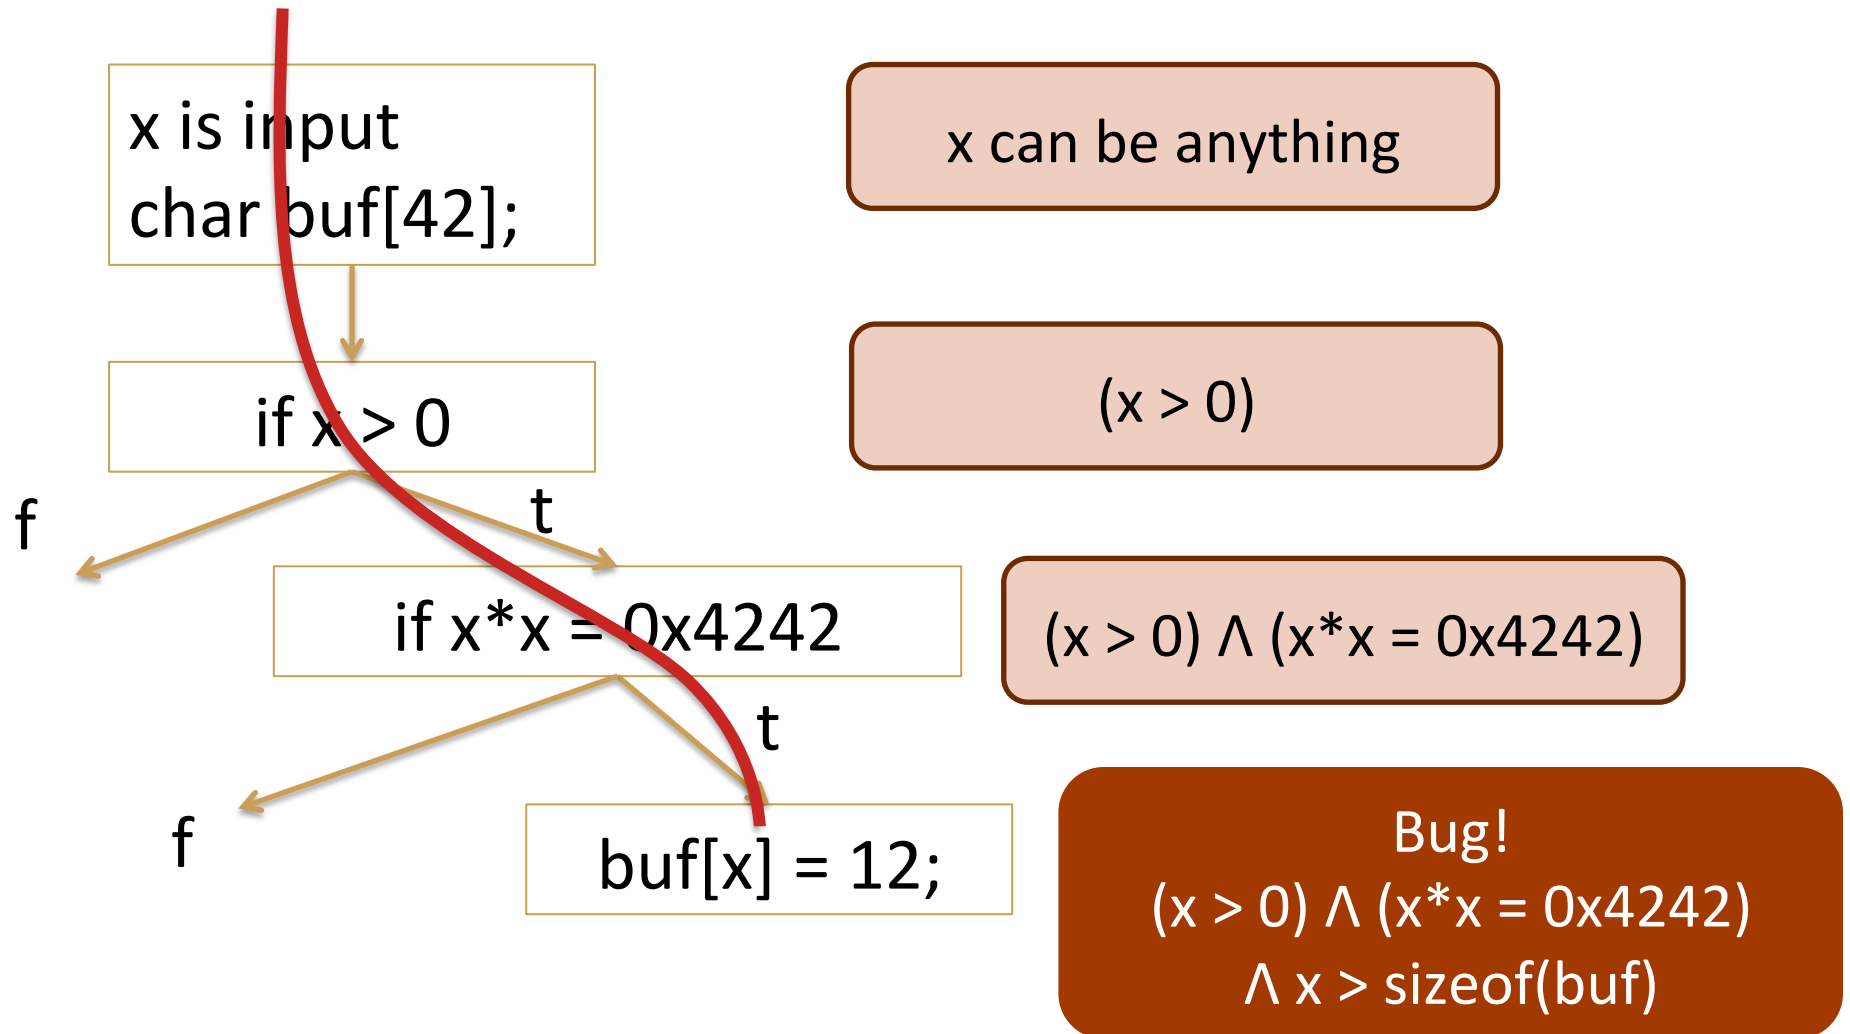 x is input
char buf[42];
x can be anything
if x > 0
(x > 0)
f
t
if x*x = 0x4242
(x > 0) Λ (x*x = 0x4242)
f
t
buf[x] = 12;
Bug!
(x > 0) Λ (x*x = 0x4242)
Λ x > sizeof(buf)